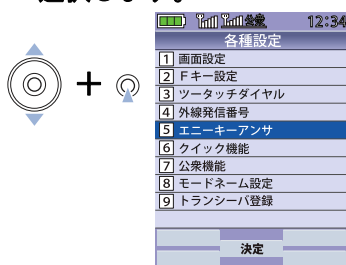 選択します。
公衆 12:34
各種設定
1 画面設定
2 Fキー設定
3 ツータッチダイヤル
4 外線発信番号
5 エニーキーアンサ
6 クイック機能
7 公衆機能
8 モードネーム設定
9 トランシーバ登録
決定